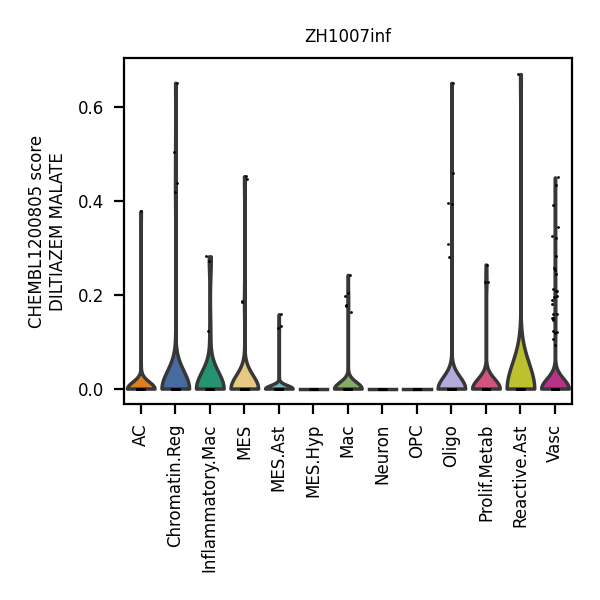 ZH1007inf
CHEMBL1200805 score
DILTIAZEM MALATE
0.6
0.4
0.2
0.0
AC
Chromatin.Reg
Inflammatory.Mac
MES
MES.Ast
MES.Hyp
Mac
Neuron
OPC
Oligo
Prolif.Metab
Reactive.Ast
Vasc